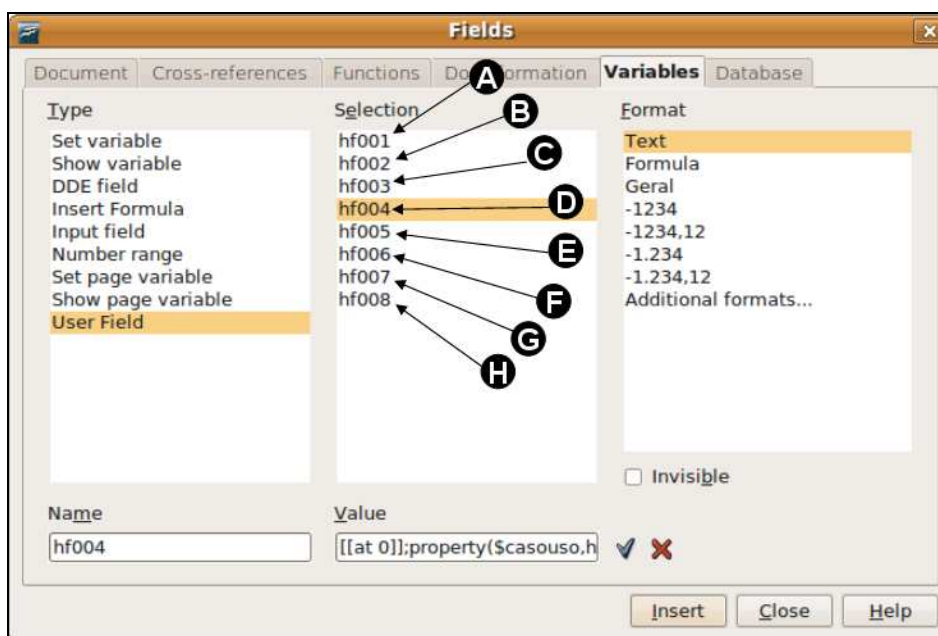 Fields
Document Cross-references Functions Do ormation Variables Database
Type
Set variable
Show variable
DDE field
Insert Formula
Input field
Number range
Set page variable
Show page variable
User Field
Selection
hf001
hf002
hf003
hf004
hf005
hf006
hf007
hf008
A
B
C
D
E
F
G
H
Format
Text
Formula
Geral
-1234
-1234,12
-1.234
-1.234,12
Additional formats...
Invisible
Name
hf004
Value
[[at 0]];property($casouso,h
Insert Close Help